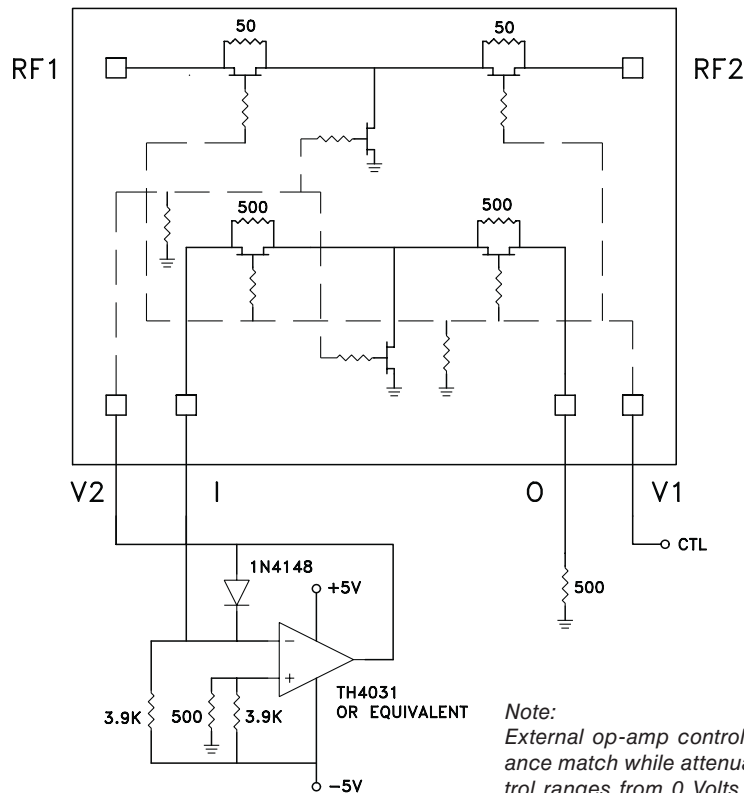 50 50
RF1 RF2
500 500
V2 I O V1
CTL
1N4148
+5V
500
3.9K 500 3.9K
TH4031
OR EQUIVALENT
-5V
Note:
External op-amp control
ance match while attenua
trol ranges from 0 Volts